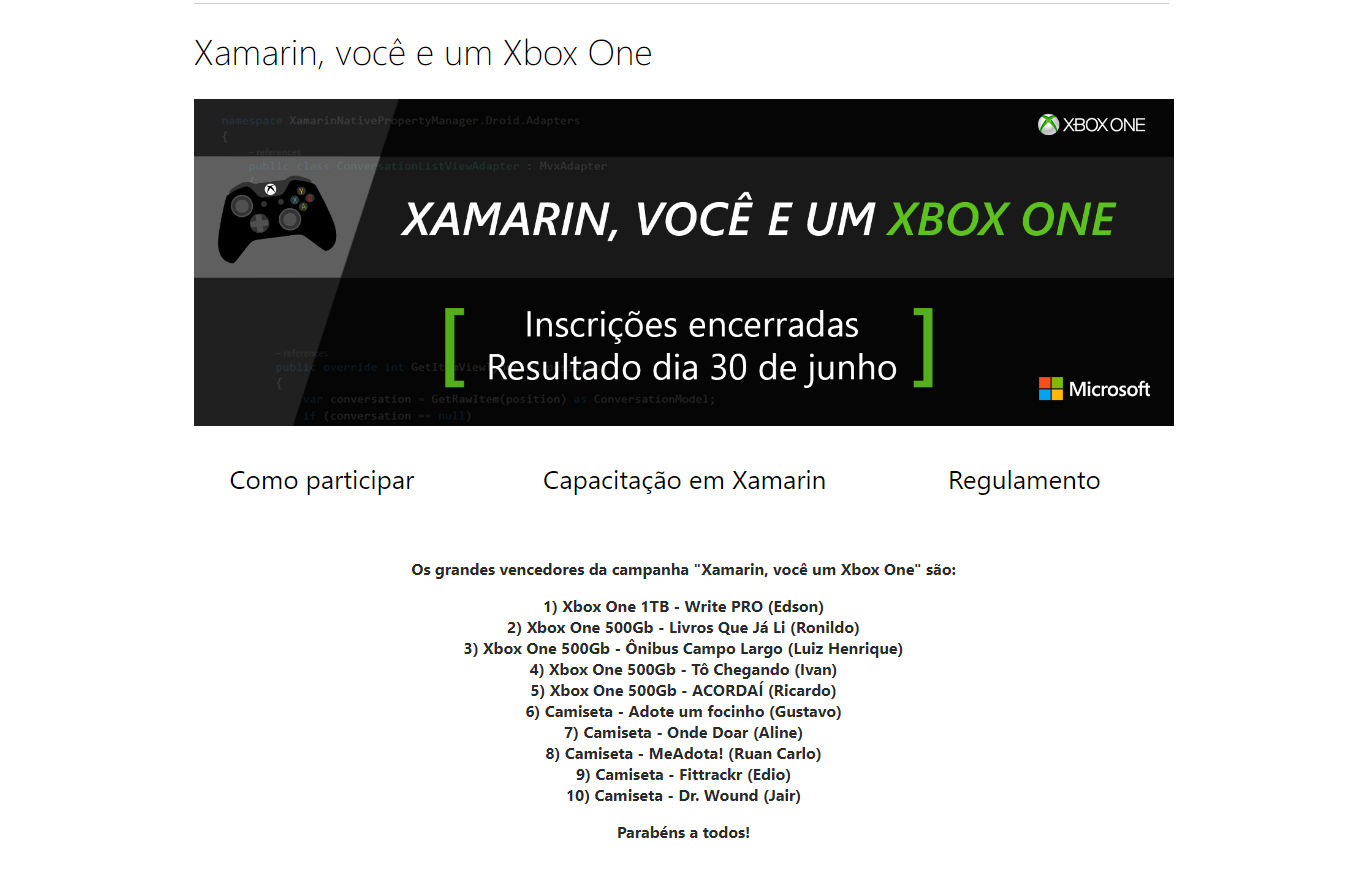 Xamarin, você e um Xbox One
namespace XamarinNativePropertyManager.Droid.Adapters
{
XBOX ONE
references
public class ConversationListViewAdapter : MvxAdapter
{
XAMARIN, VOCÊ E UM XBOX ONE
[ Inscrições encerradas
Resultado dia 30 de junho ]
references
public override int
{
var conversation = GetRawItem(position) as ConversationModel;
if (conversation == null)
Microsoft
Como participar
Capacitação em Xamarin
Regulamento
Os grandes vencedores da campanha "Xamarin, você um Xbox One" são:
1) Xbox One 1TB - Write PRO (Edson)
2) Xbox One 500Gb - Livros Que Já Li (Ronildo)
3) Xbox One 500Gb - Ônibus Campo Largo (Luiz Henrique)
4) Xbox One 500Gb - Tô Chegando (Ivan)
5) Xbox One 500Gb - ACORDAÍ (Ricardo)
6) Camiseta - Adote um focinho (Gustavo)
7) Camiseta - Onde Doar (Aline)
8) Camiseta - MeAdota! (Ruan Carlo)
9) Camiseta - Fittrackr (Edio)
10) Camiseta - Dr. Wound (Jair)
Parabéns a todos!